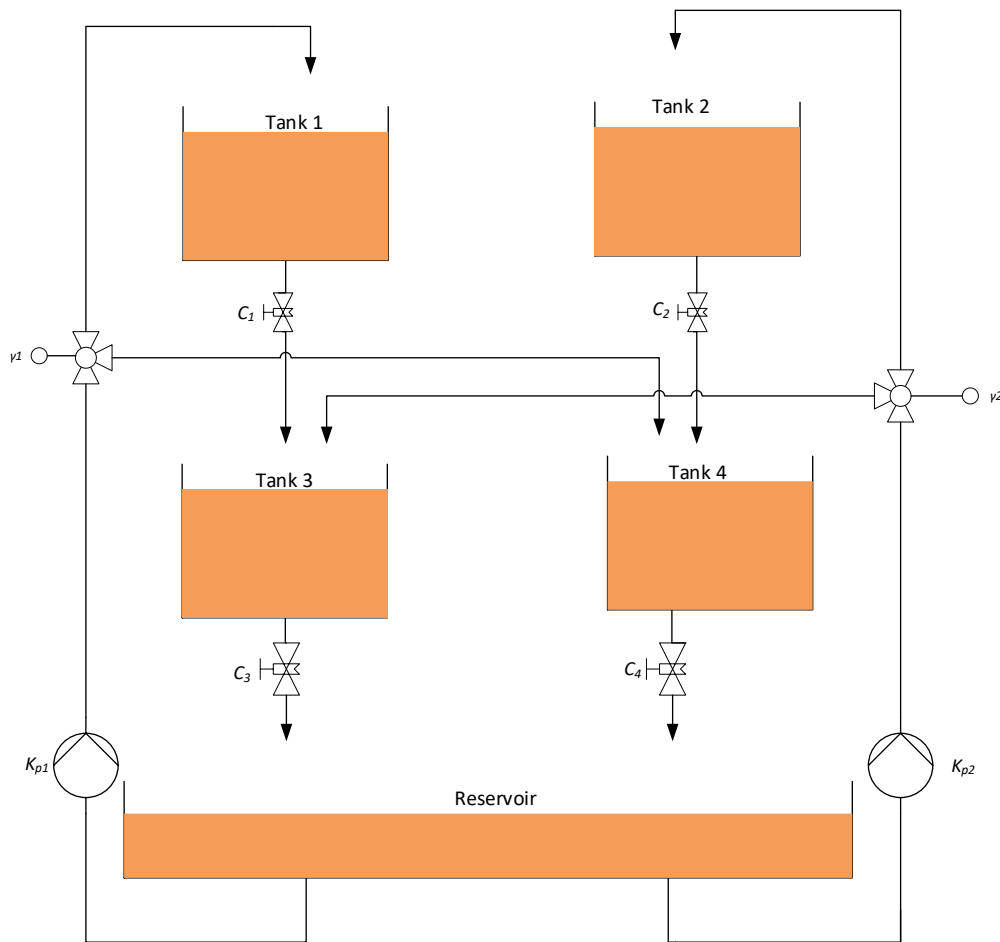 Tank 1
Tank 2
C₁
C₂
γ1
γ2
Tank 3
Tank 4
C₃
C₄
Kₚ₁
Kₚ₂
Reservoir